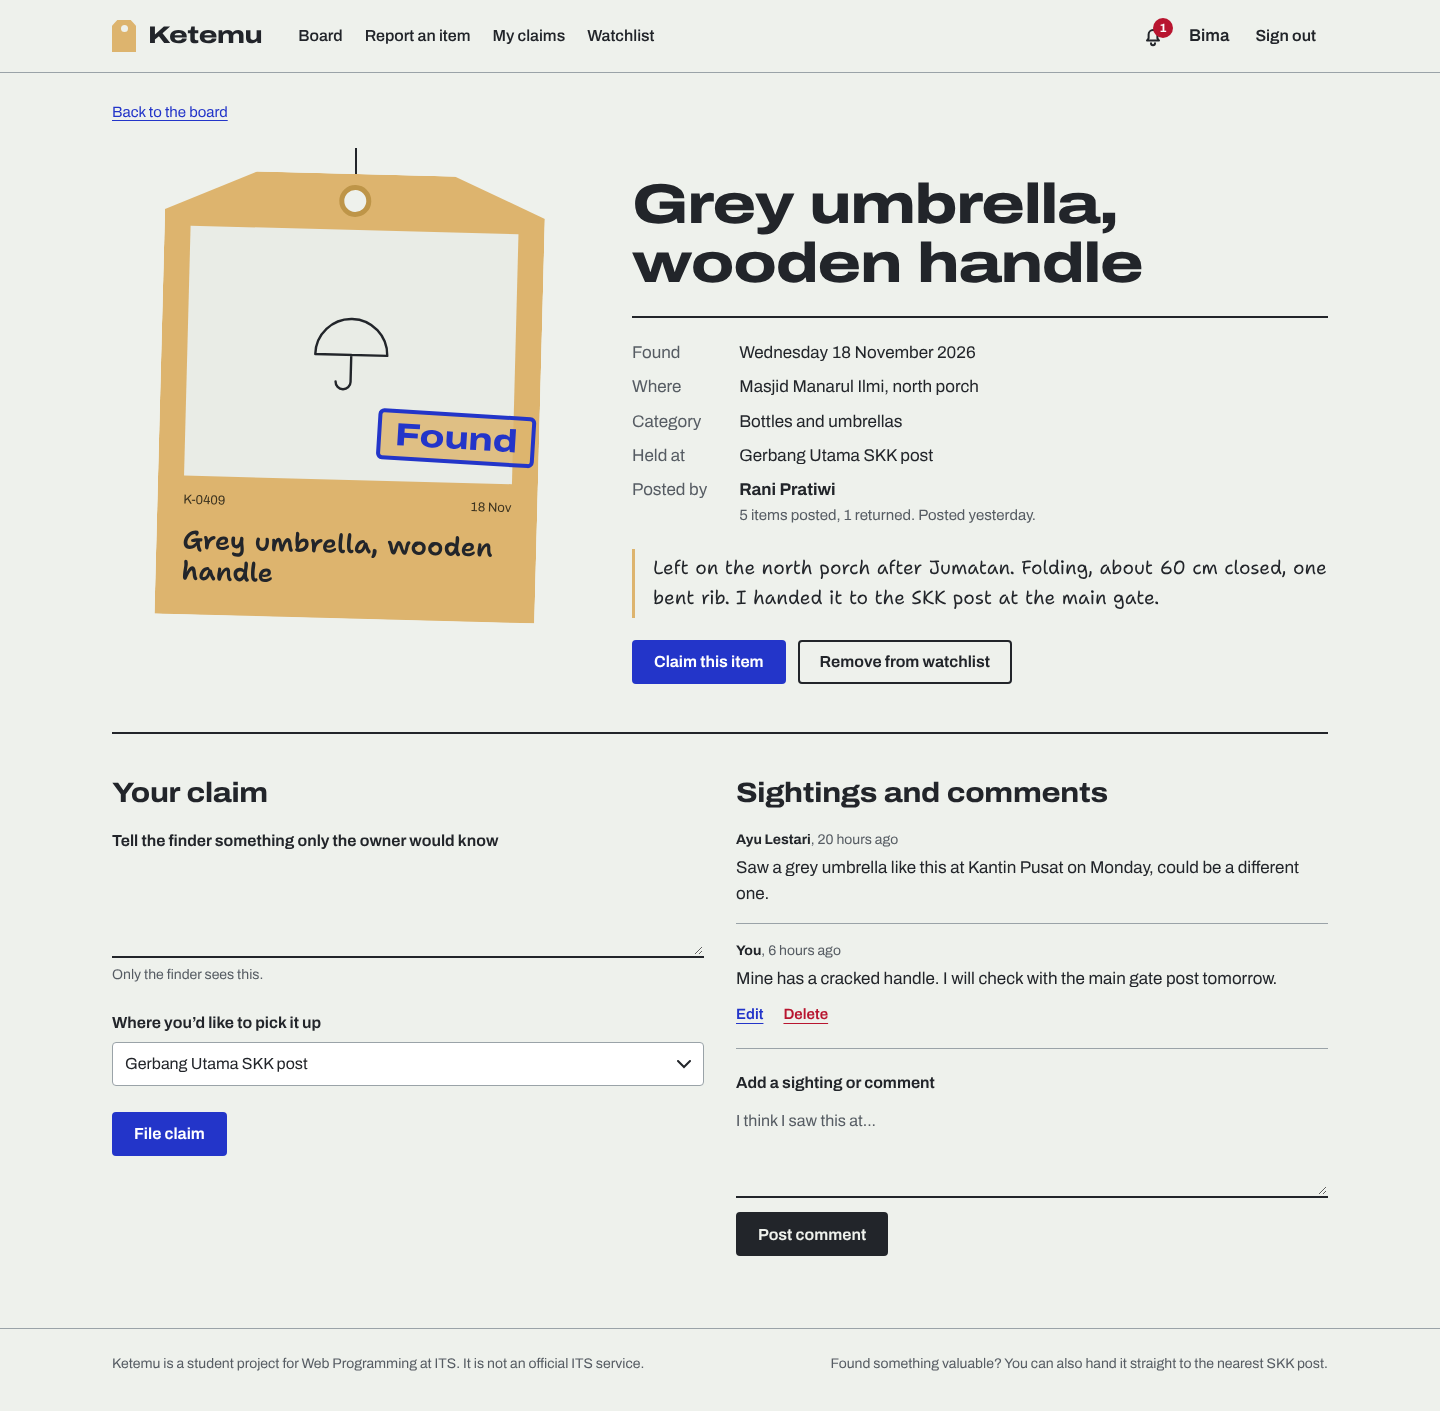 Ketemu
Board
Report an item
My claims
Watchlist
1
Bima
Sign out
Back to the board
Found
K-0409
18 Nov
Grey umbrella, wooden
handle
Grey umbrella,
wooden handle
Found
Wednesday 18 November 2026
Where
Masjid Manarul Ilmi, north porch
Category
Bottles and umbrellas
Held at
Gerbang Utama SKK post
Posted by
Rani Pratiwi
5 items posted, 1 returned. Posted yesterday.
Left on the north porch after Jumatan. Folding, about 60 cm closed, one
bent rib. I handed it to the SKK post at the main gate.
Claim this item
Remove from watchlist
Your claim
Tell the finder something only the owner would know
Only the finder sees this.
Where you’d like to pick it up
Gerbang Utama SKK post
File claim
Sightings and comments
Ayu Lestari, 20 hours ago
Saw a grey umbrella like this at Kantin Pusat on Monday, could be a different
one.
You, 6 hours ago
Mine has a cracked handle. I will check with the main gate post tomorrow.
Edit
Delete
Add a sighting or comment
I think I saw this at...
Post comment
Ketemu is a student project for Web Programming at ITS. It is not an official ITS service.
Found something valuable? You can also hand it straight to the nearest SKK post.